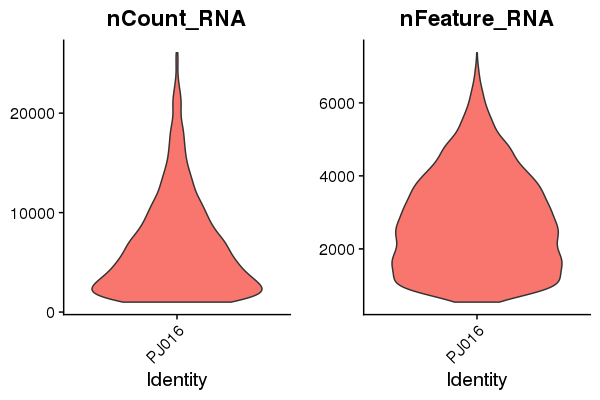 nCount_RNA
20000
10000
0
PJ016
Identity
nFeature_RNA
6000
4000
2000
PJ016
Identity